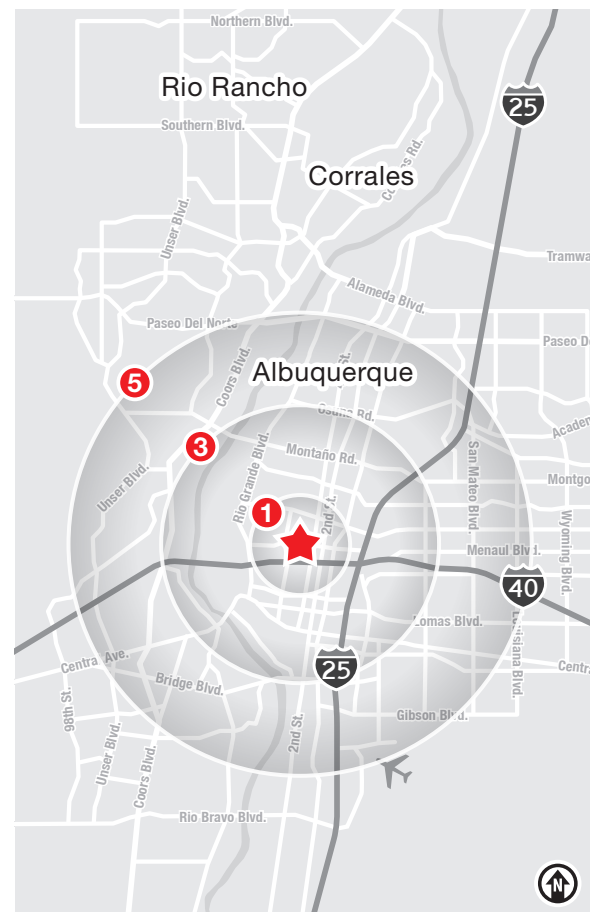 Northern Blvd.
Rio Rancho
25
Southern Blvd.
Corrales
Unser Blvd.
Tramwa
Alameda Blvd.
Paseo Del Norte
Paseo D
Coors Blvd.
St.
Albuquerque
5
Osuna Rd.
Academ
3
Montaño Rd.
San Mateo Blvd.
Rio Grande Blvd.
Unser Blvd.
Montgo
1
2nd St.
Wyoming Blvd.
Menaul Blvd.
40
Lomas Blvd.
Louisiana Blvd.
Central Ave.
25
Centra
Bridge Blvd.
98th St.
2nd St.
Gibson Blvd.
Unser Blvd.
Coors Blvd.
Rio Bravo Blvd.
N